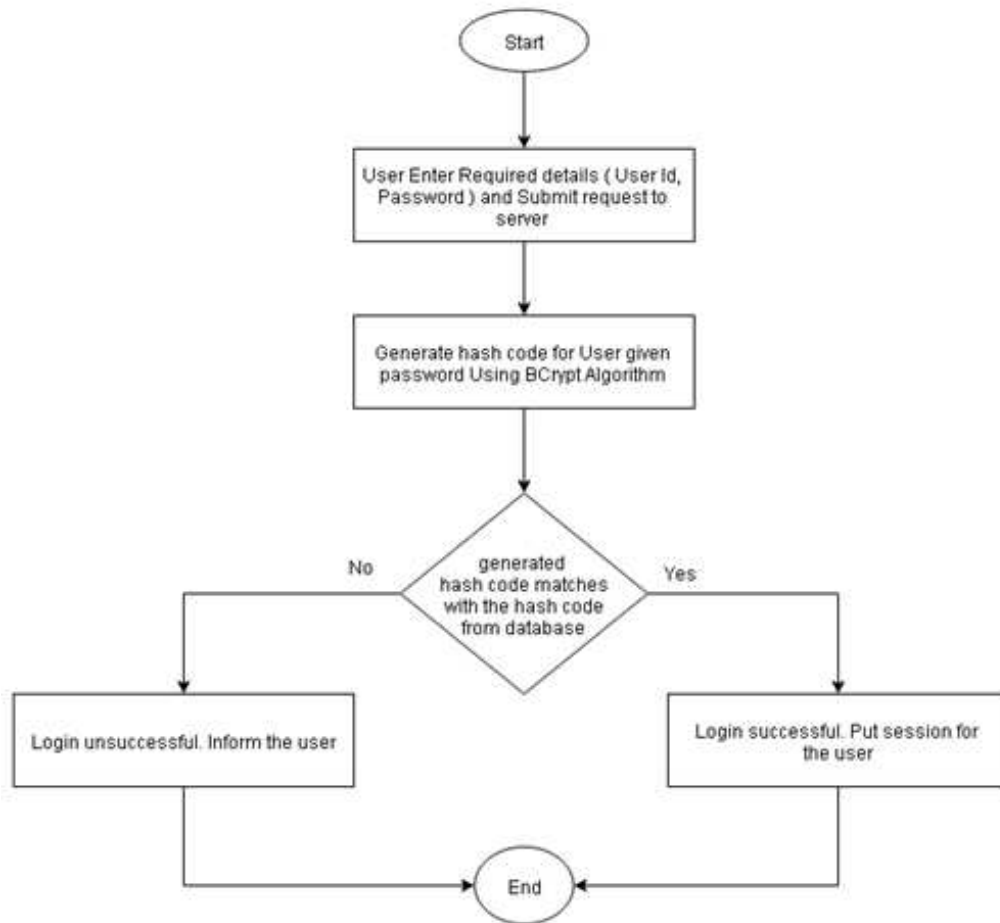 Start
User Enter Required details ( User Id,
Password ) and Submit request to
server
Generate hash code for User given
password Using BCrypt Algorithm
generated
hash code matches
with the hash code
from database
No
Yes
Login unsuccessful. Inform the user
Login successful. Put session for
the user
End